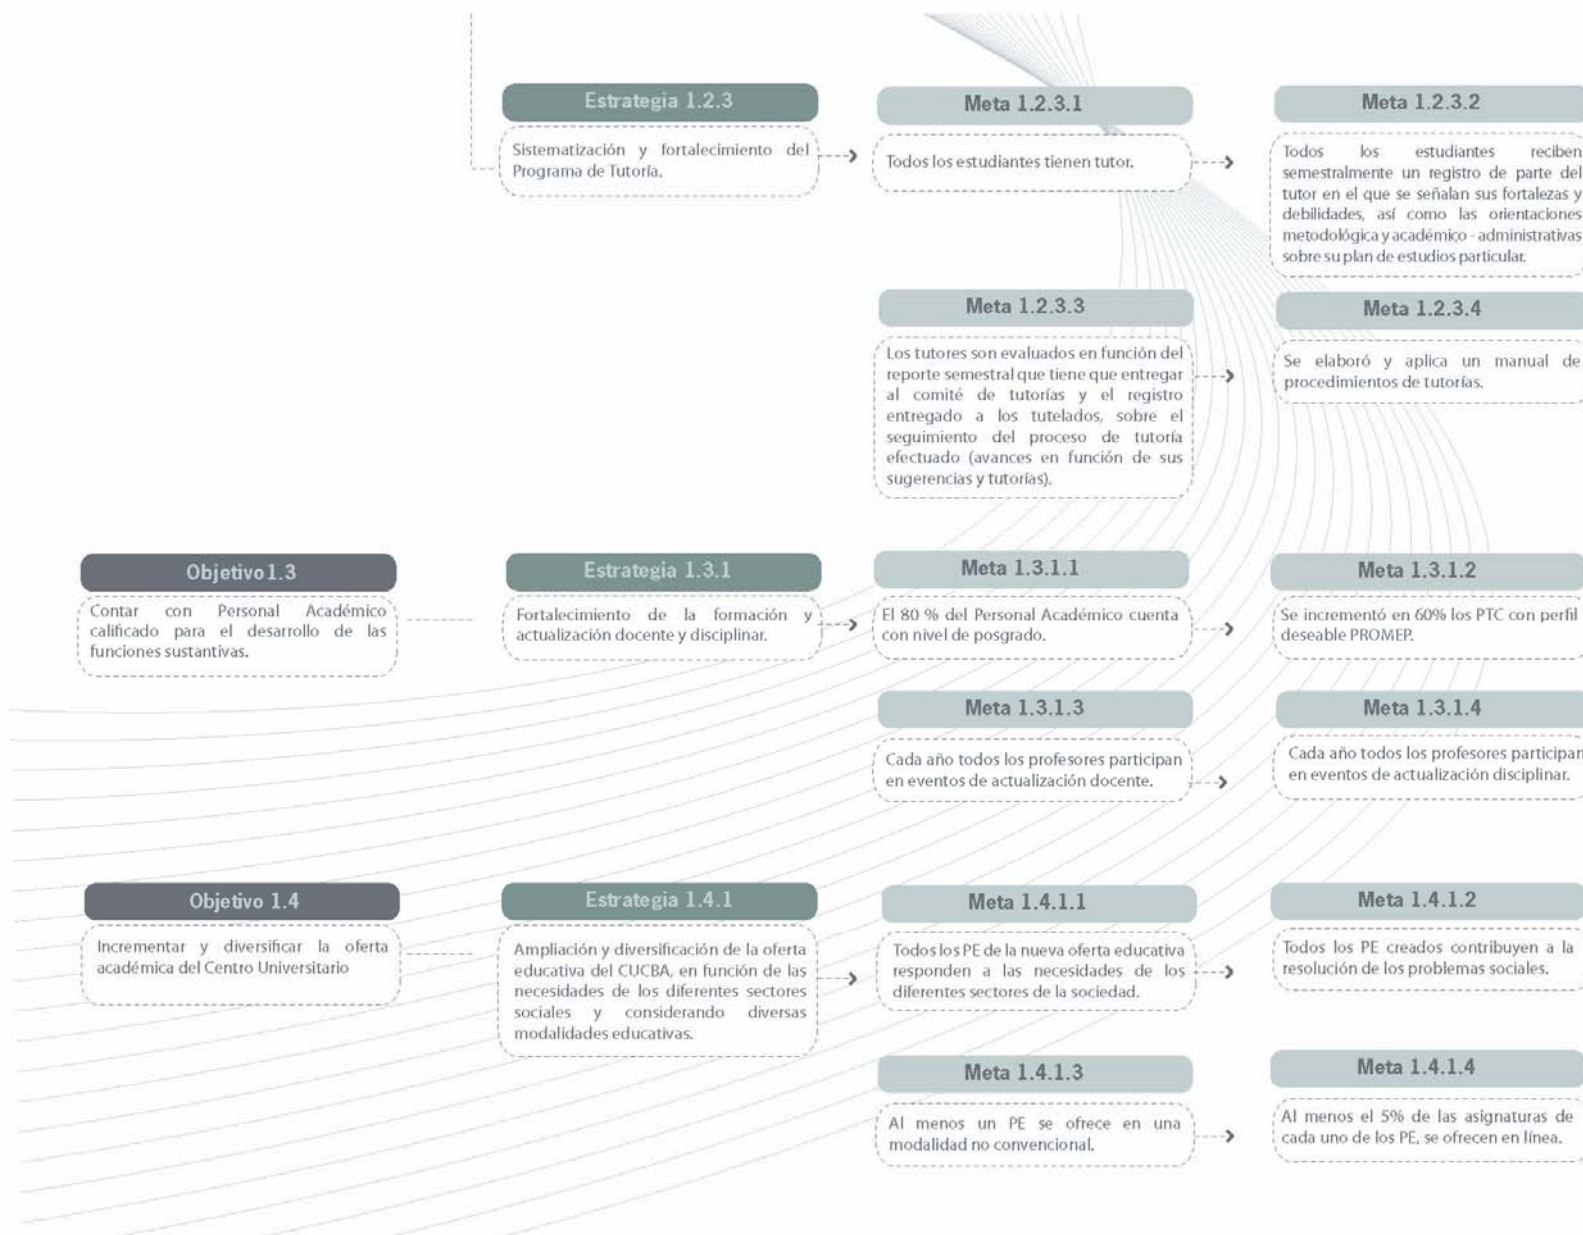 Estrategia 1.2.3
Sistematización y fortalecimiento del
Programa de Tutoría.
Meta 1.2.3.1
Todos los estudiantes tienen tutor.
Meta 1.2.3.2
Todos los estudiantes reciben
semestralmente un registro de parte del
tutor en el que se señalan sus fortalezas y
debilidades, así como las orientaciones
metodológica y académico - administrativas
sobre su plan de estudios particular.
Meta 1.2.3.3
Los tutores son evaluados en función del
reporte semestral que tiene que entregar
al comité de tutorías y el registro
entregado a los tutelados, sobre el
seguimiento del proceso de tutoría
efectuado (avances en función de sus
sugerencias y tutorías).
Meta 1.2.3.4
Se elaboró y aplica un manual de
procedimientos de tutorías.
Objetivo 1.3
Contar con Personal Académico
calificado para el desarrollo de las
funciones sustantivas.
Estrategia 1.3.1
Fortalecimiento de la formación y
actualización docente y disciplinar.
Meta 1.3.1.1
El 80 % del Personal Académico cuenta
con nivel de posgrado.
Meta 1.3.1.2
Se incrementó en 60% los PTC con perfil
deseable PROMEP.
Meta 1.3.1.3
Cada año todos los profesores participan
en eventos de actualización docente.
Meta 1.3.1.4
Cada año todos los profesores participan
en eventos de actualización disciplinar.
Objetivo 1.4
Incrementar y diversificar la oferta
académica del Centro Universitario
Estrategia 1.4.1
Ampliación y diversificación de la oferta
educativa del CUCBA, en función de las
necesidades de los diferentes sectores
sociales y considerando diversas
modalidades educativas.
Meta 1.4.1.1
Todos los PE de la nueva oferta educativa
responden a las necesidades de los
diferentes sectores de la sociedad.
Meta 1.4.1.2
Todos los PE creados contribuyen a la
resolución de los problemas sociales.
Meta 1.4.1.3
Al menos un PE se ofrece en una
modalidad no convencional.
Meta 1.4.1.4
Al menos el 5% de las asignaturas de
cada uno de los PE, se ofrecen en línea.